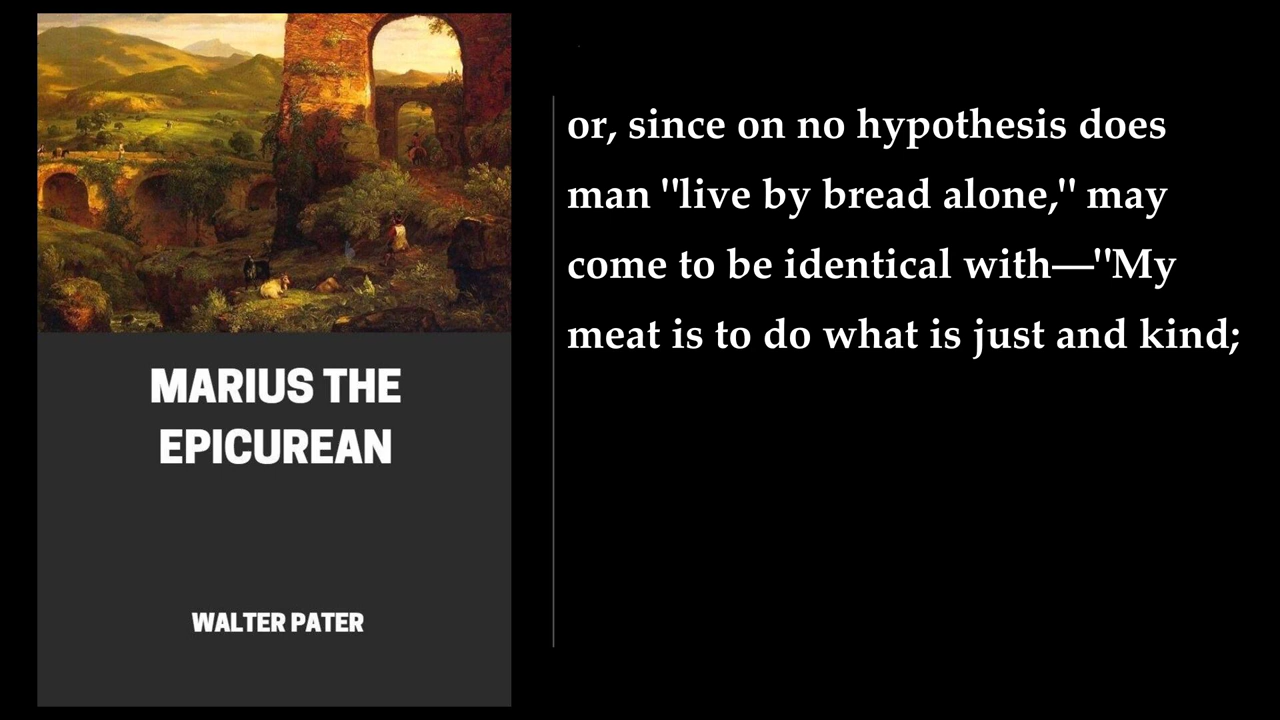 MARIUS THE
EPICUREAN
WALTER PATER
or, since on no hypothesis does
man "live by bread alone," may
come to be identical with—"My
meat is to do what is just and kind;